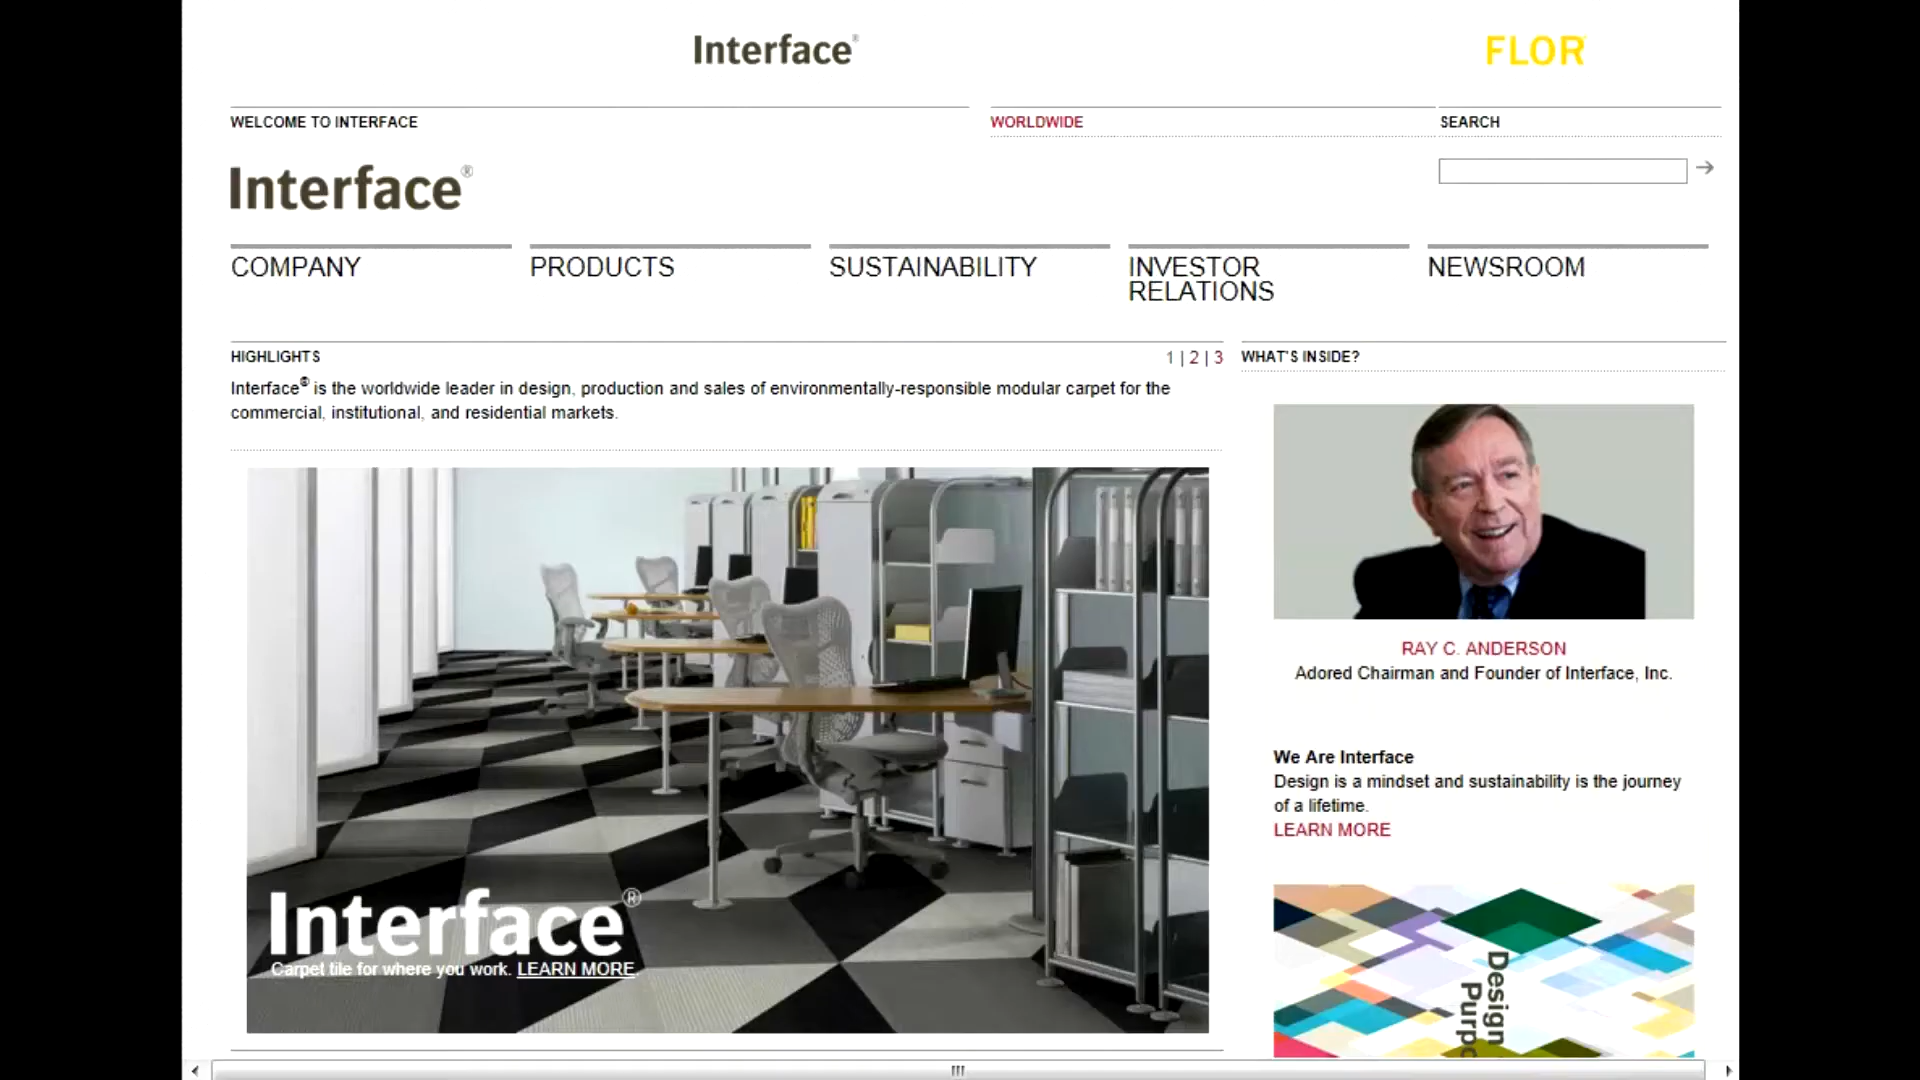 Interface®
FLOR
WELCOME TO INTERFACE
WORLDWIDE
SEARCH
Interface®
COMPANY
PRODUCTS
SUSTAINABILITY
INVESTOR
RELATIONS
NEWSROOM
HIGHLIGHTS
1 | 2 | 3
Interface® is the worldwide leader in design, production and sales of environmentally-responsible modular carpet for the
commercial, institutional, and residential markets.
Interface®
Carpet tile for where you work. LEARN MORE.
WHAT'S INSIDE?
RAY C. ANDERSON
Adored Chairman and Founder of Interface, Inc.
We Are Interface
Design is a mindset and sustainability is the journey
of a lifetime.
LEARN MORE
Design